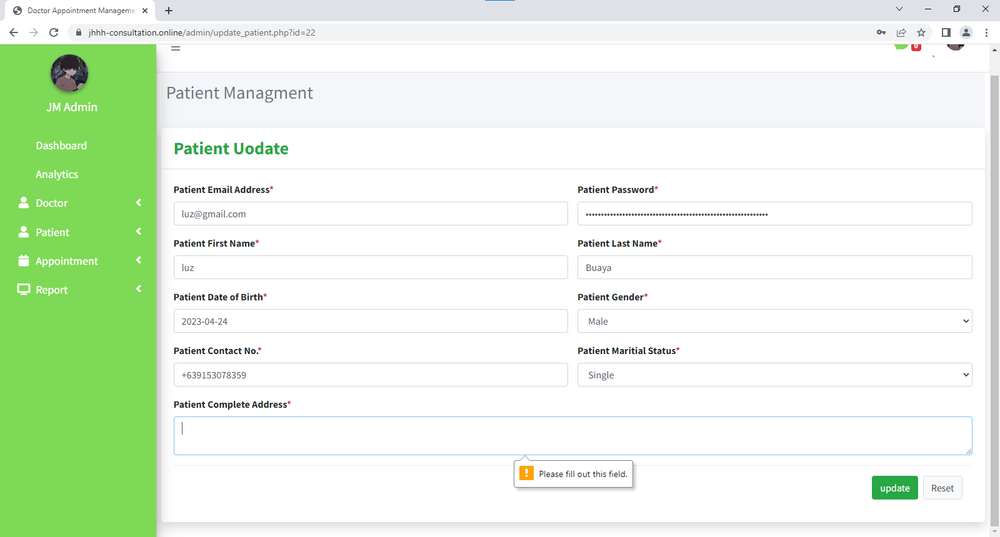 Doctor Appointment Manageme
jhhh-consultation.online/admin/update_patient.php?id=22
0
JM Admin
Dashboard
Analytics
Doctor
Patient
Appointment
Report
Patient Managment
Patient Uodate
Patient Email Address*
Patient Password*
luz@gmail.com
••••••••••••••••••••••••••••••••••••••••••••••••••••••••••••
Patient First Name*
Patient Last Name*
luz
Buaya
Patient Date of Birth*
Patient Gender*
2023-04-24
Male
Patient Contact No.*
Patient Maritial Status*
+639153078359
Single
Patient Complete Address*
Please fill out this field.
update
Reset